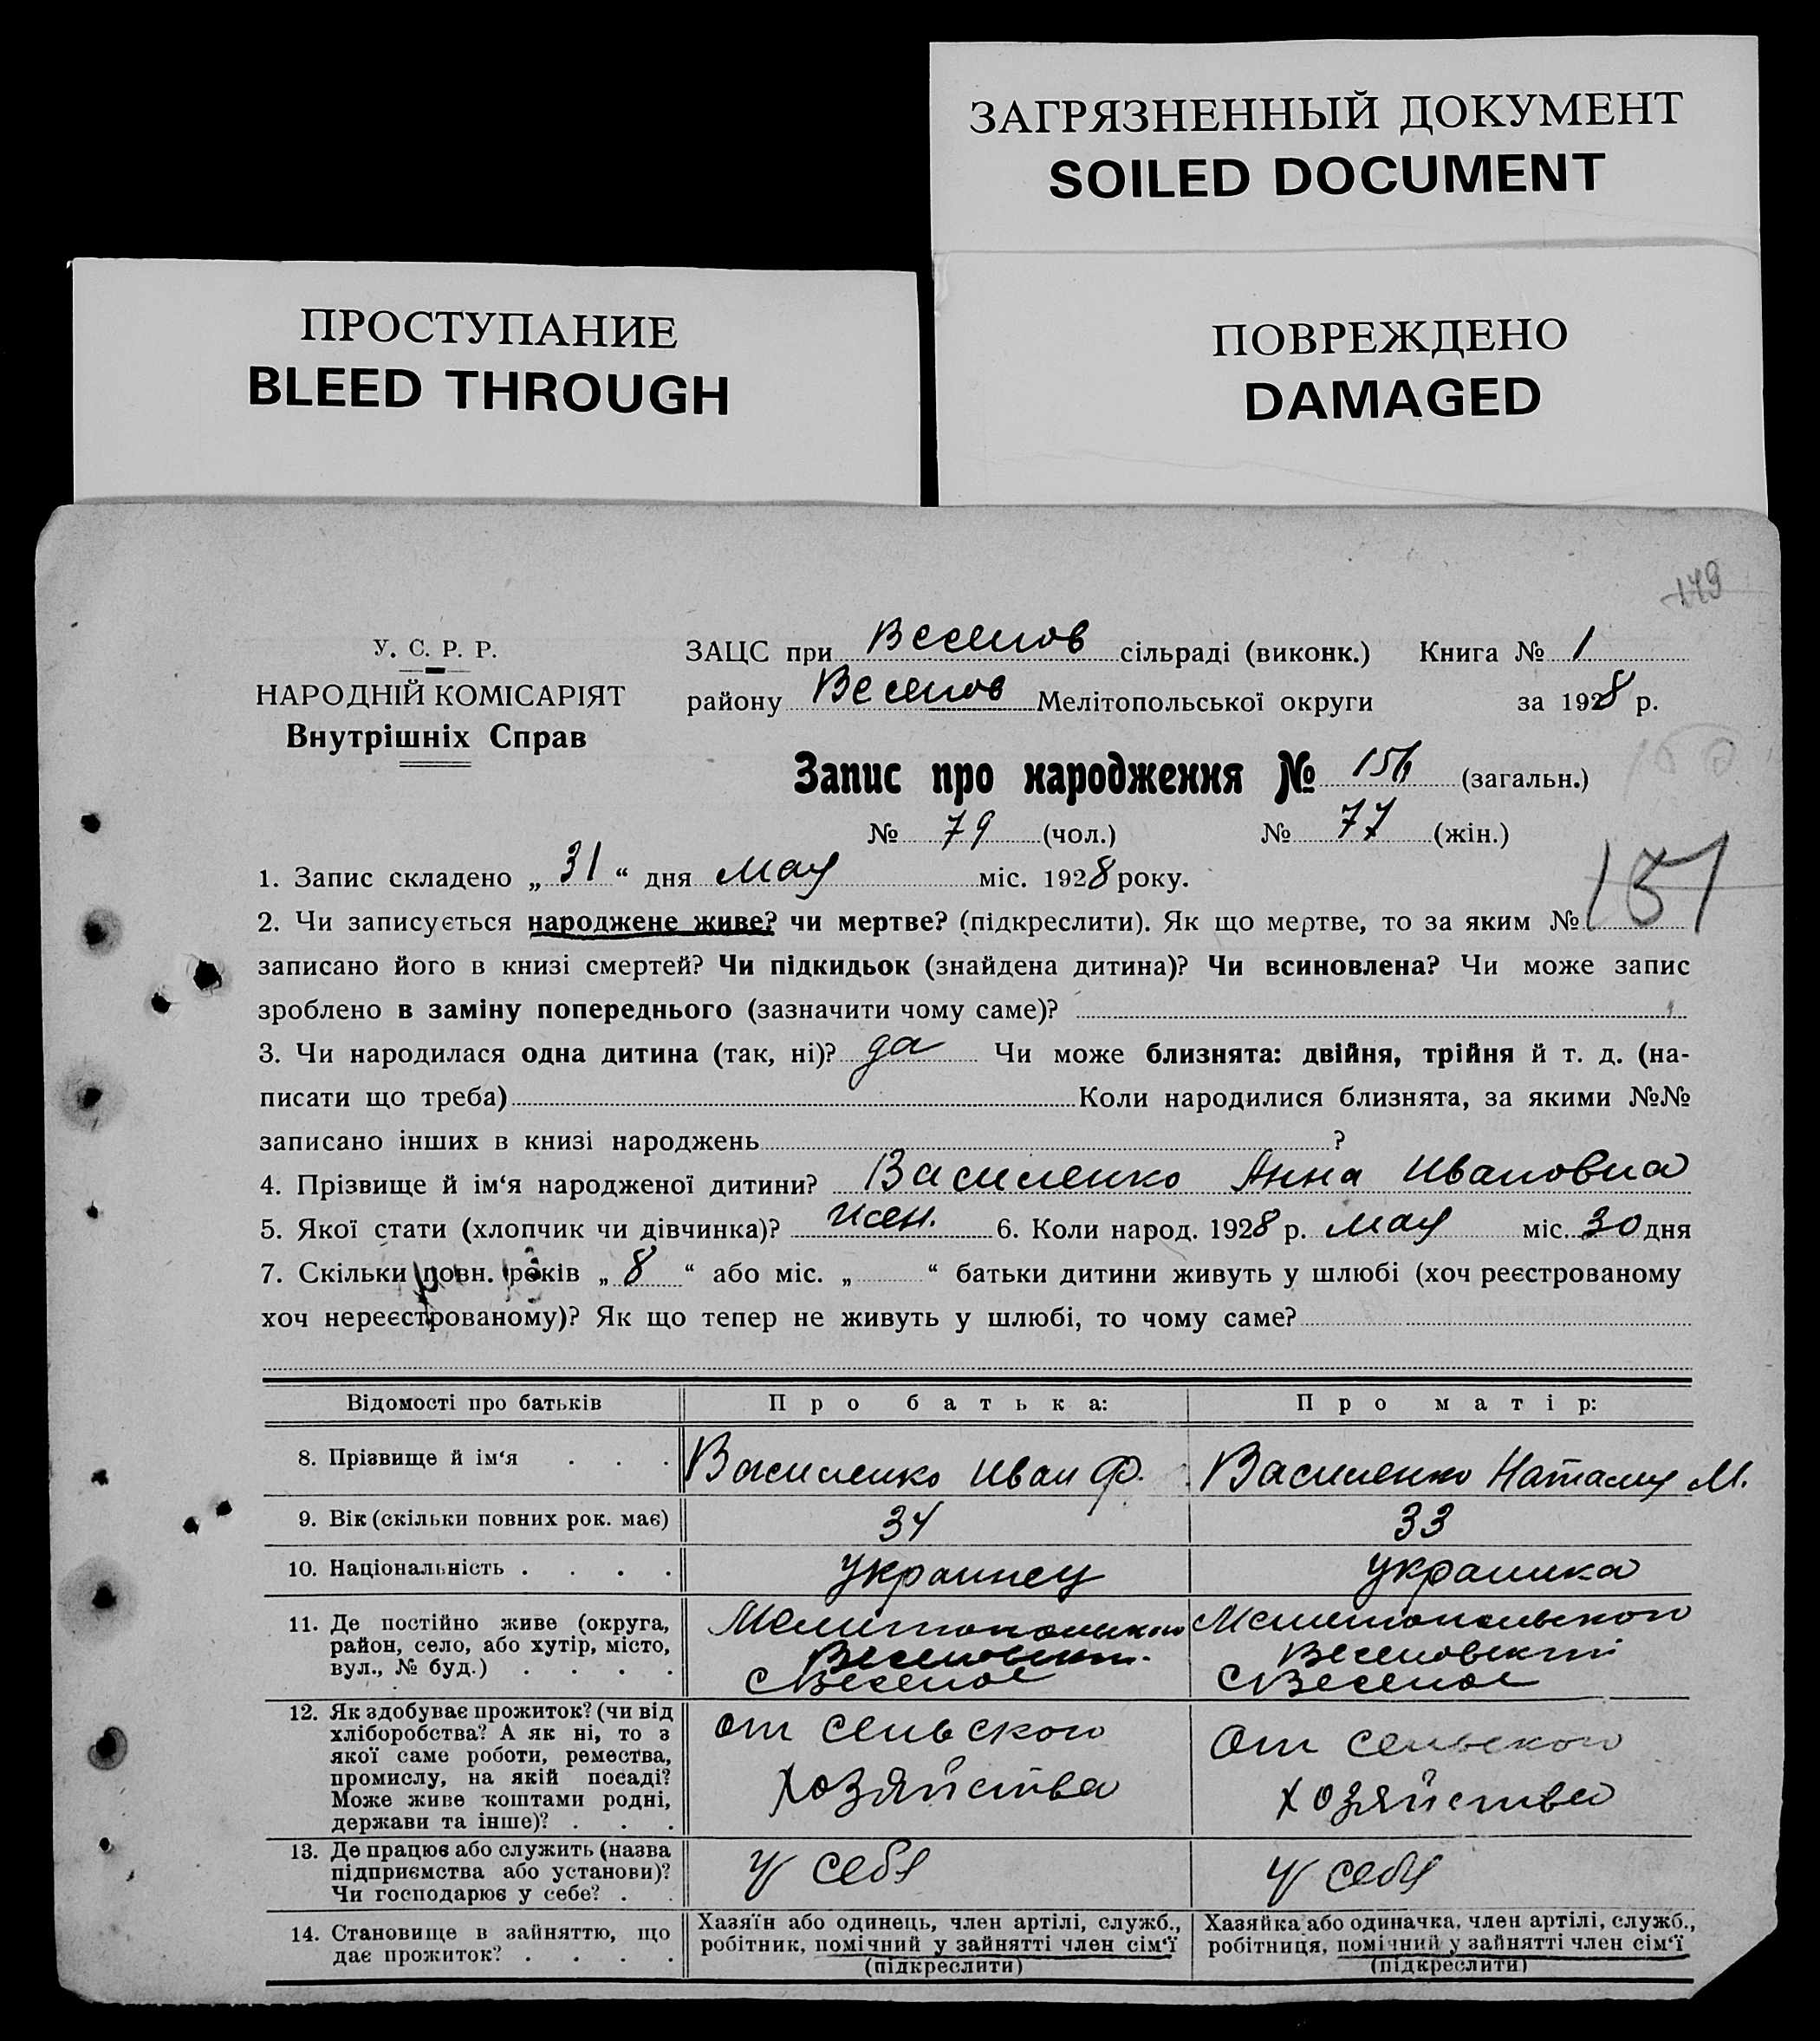 ЗАГРЯЗНЕННЫЙ ДОКУМЕНТ
SOILED DOCUMENT
ПРОСТУПАНИЕ
BLEED THROUGH
ПОВРЕЖДЕНО
DAMAGED
149
У. С. Р. Р.
НАРОДНІЙ КОМІСАРІЯТ
Внутрішніх Справ
ЗАЦС при Веселов сільраді (виконк.) Книга № 1
району Веселов Мелітопольської округи за 1928 р.
Запис про народження № 156 (загальн.)
№ 79 (чол.) № 77 (жін.)
151
1. Запис складено „ 31 “ дня мая міс. 1928 року.
2. Чи записується народжене живе? чи мертве? (підкреслити). Як що мертве, то за яким №
записано його в книзі смертей? Чи підкидьок (знайдена дитина)? Чи всиновлена? Чи може запис
зроблено в заміну попереднього (зазначити чому саме)?
3. Чи народилася одна дитина (так, ні)? да Чи може близнята: двійня, трійня й т. д. (на-
писати що треба) Коли народилися близнята, за якими №№
записано інших в книзі народжень ?
4. Прізвище й ім‘я народженої дитини? Василенко Анна Ивановна
5. Якої стати (хлопчик чи дівчинка)? жен. 6. Коли народ. 1928 р. мая міс. 30 дня
7. Скільки повн. років „ 8 “ або міс. „ “ батьки дитини живуть у шлюбі (хоч реєстрованому
хоч нереєстрованому)? Як що тепер не живуть у шлюбі, то чому саме?
Відомості про батьків Про батька: Про матір:
8. Прізвище й ім‘я . . . Василенко Иван Ф. Василенко Наталия М.
9. Вік (скільки повних рок. має) 34 33
10. Національність . . . . украинец украинка
11. Де постійно живе (округа,
район, село, або хутір, місто,
вул., № буд.) . . . .
Мелитопольского
Веселовский.
с Веселое
Мелитопольского
Веселовский
с Веселое
12. Як здобуває прожиток? (чи від
хліборобства? А як ні, то з
якої саме роботи, ремества,
промислу, на якій посаді?
Може живе коштами родні,
держави та інше)? . . .
от сельского
хозяйства
от сельского
хозяйства
13. Де працює або служить (назва
підприємства або установи)?
Чи господарює у себе? . .
у себя
у себя
14. Становище в зайняттю, що
дає прожиток? . . . .
Хазяїн або одинець, член артілі, служб.,
робітник, помічний у зайнятті член сім‘ї
(підкреслити)
Хазяйка або одиначка, член артілі, служб.,
робітниця, помічний у зайнятті член сім‘ї
(підкреслити)